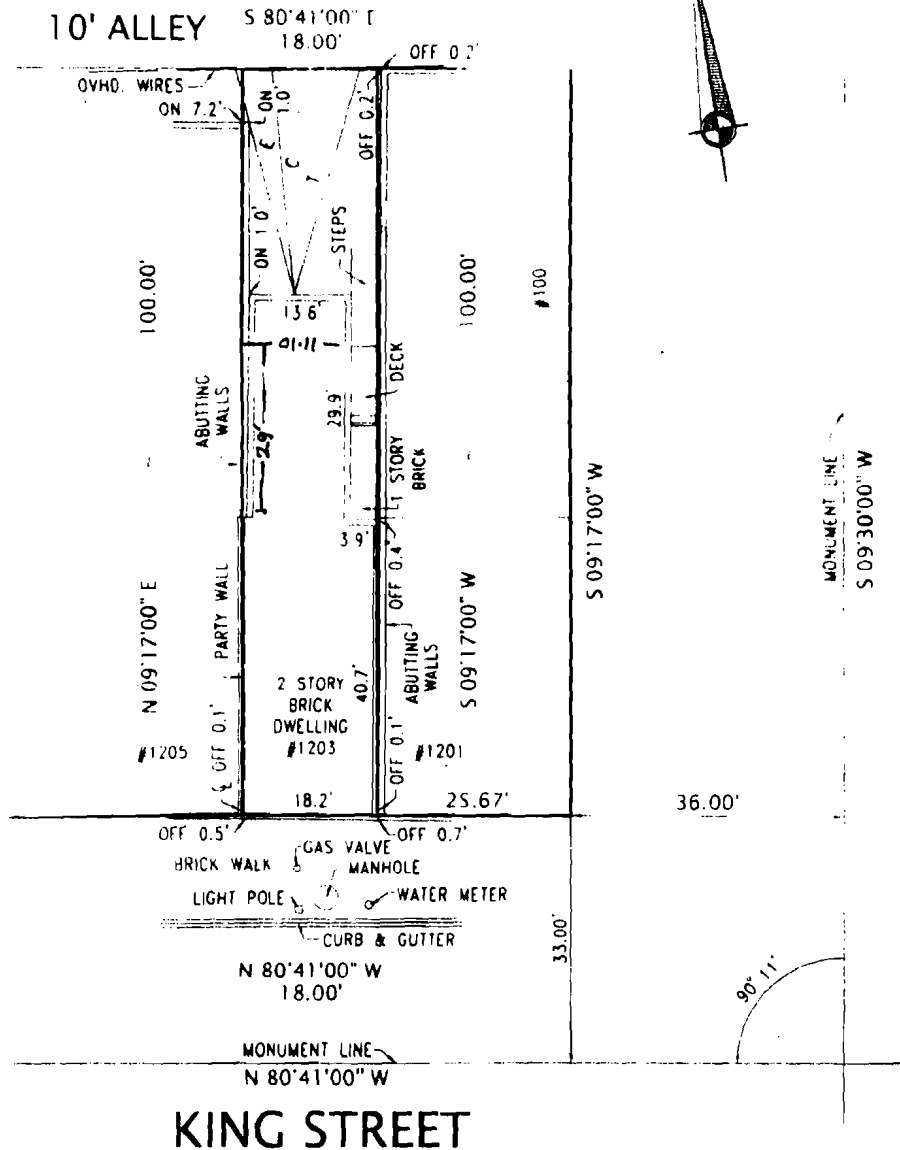 10' ALLEY
S 80°41'00" E
18.00'
OFF 0.2'
OVHD. WIRES
ON 7.2'
ON 1.0'
E
C
T
OFF 0.2'
ON 1.0'
STEPS
100.00'
100.00'
#100
13.6'
DECK
29.9'
ABUTTING
WALLS
29'
1 STORY
BRICK
3.9'
OFF 0.4'
MONUMENT LINE
S 09°30'00" W
S 09°17'00" W
N 09°17'00" E
PARTY WALL
S 09°17'00" W
ABUTTING
WALLS
40.7'
2 STORY
BRICK
DWELLING
#1203
#1205
℄ OFF 0.1'
OFF 0.1'
#1201
18.2'
25.67'
36.00'
OFF 0.5'
OFF 0.7'
GAS VALVE
BRICK WALK
MANHOLE
LIGHT POLE
WATER METER
CURB & GUTTER
N 80°41'00" W
18.00'
33.00'
90° 11'
MONUMENT LINE
N 80°41'00" W
KING STREET